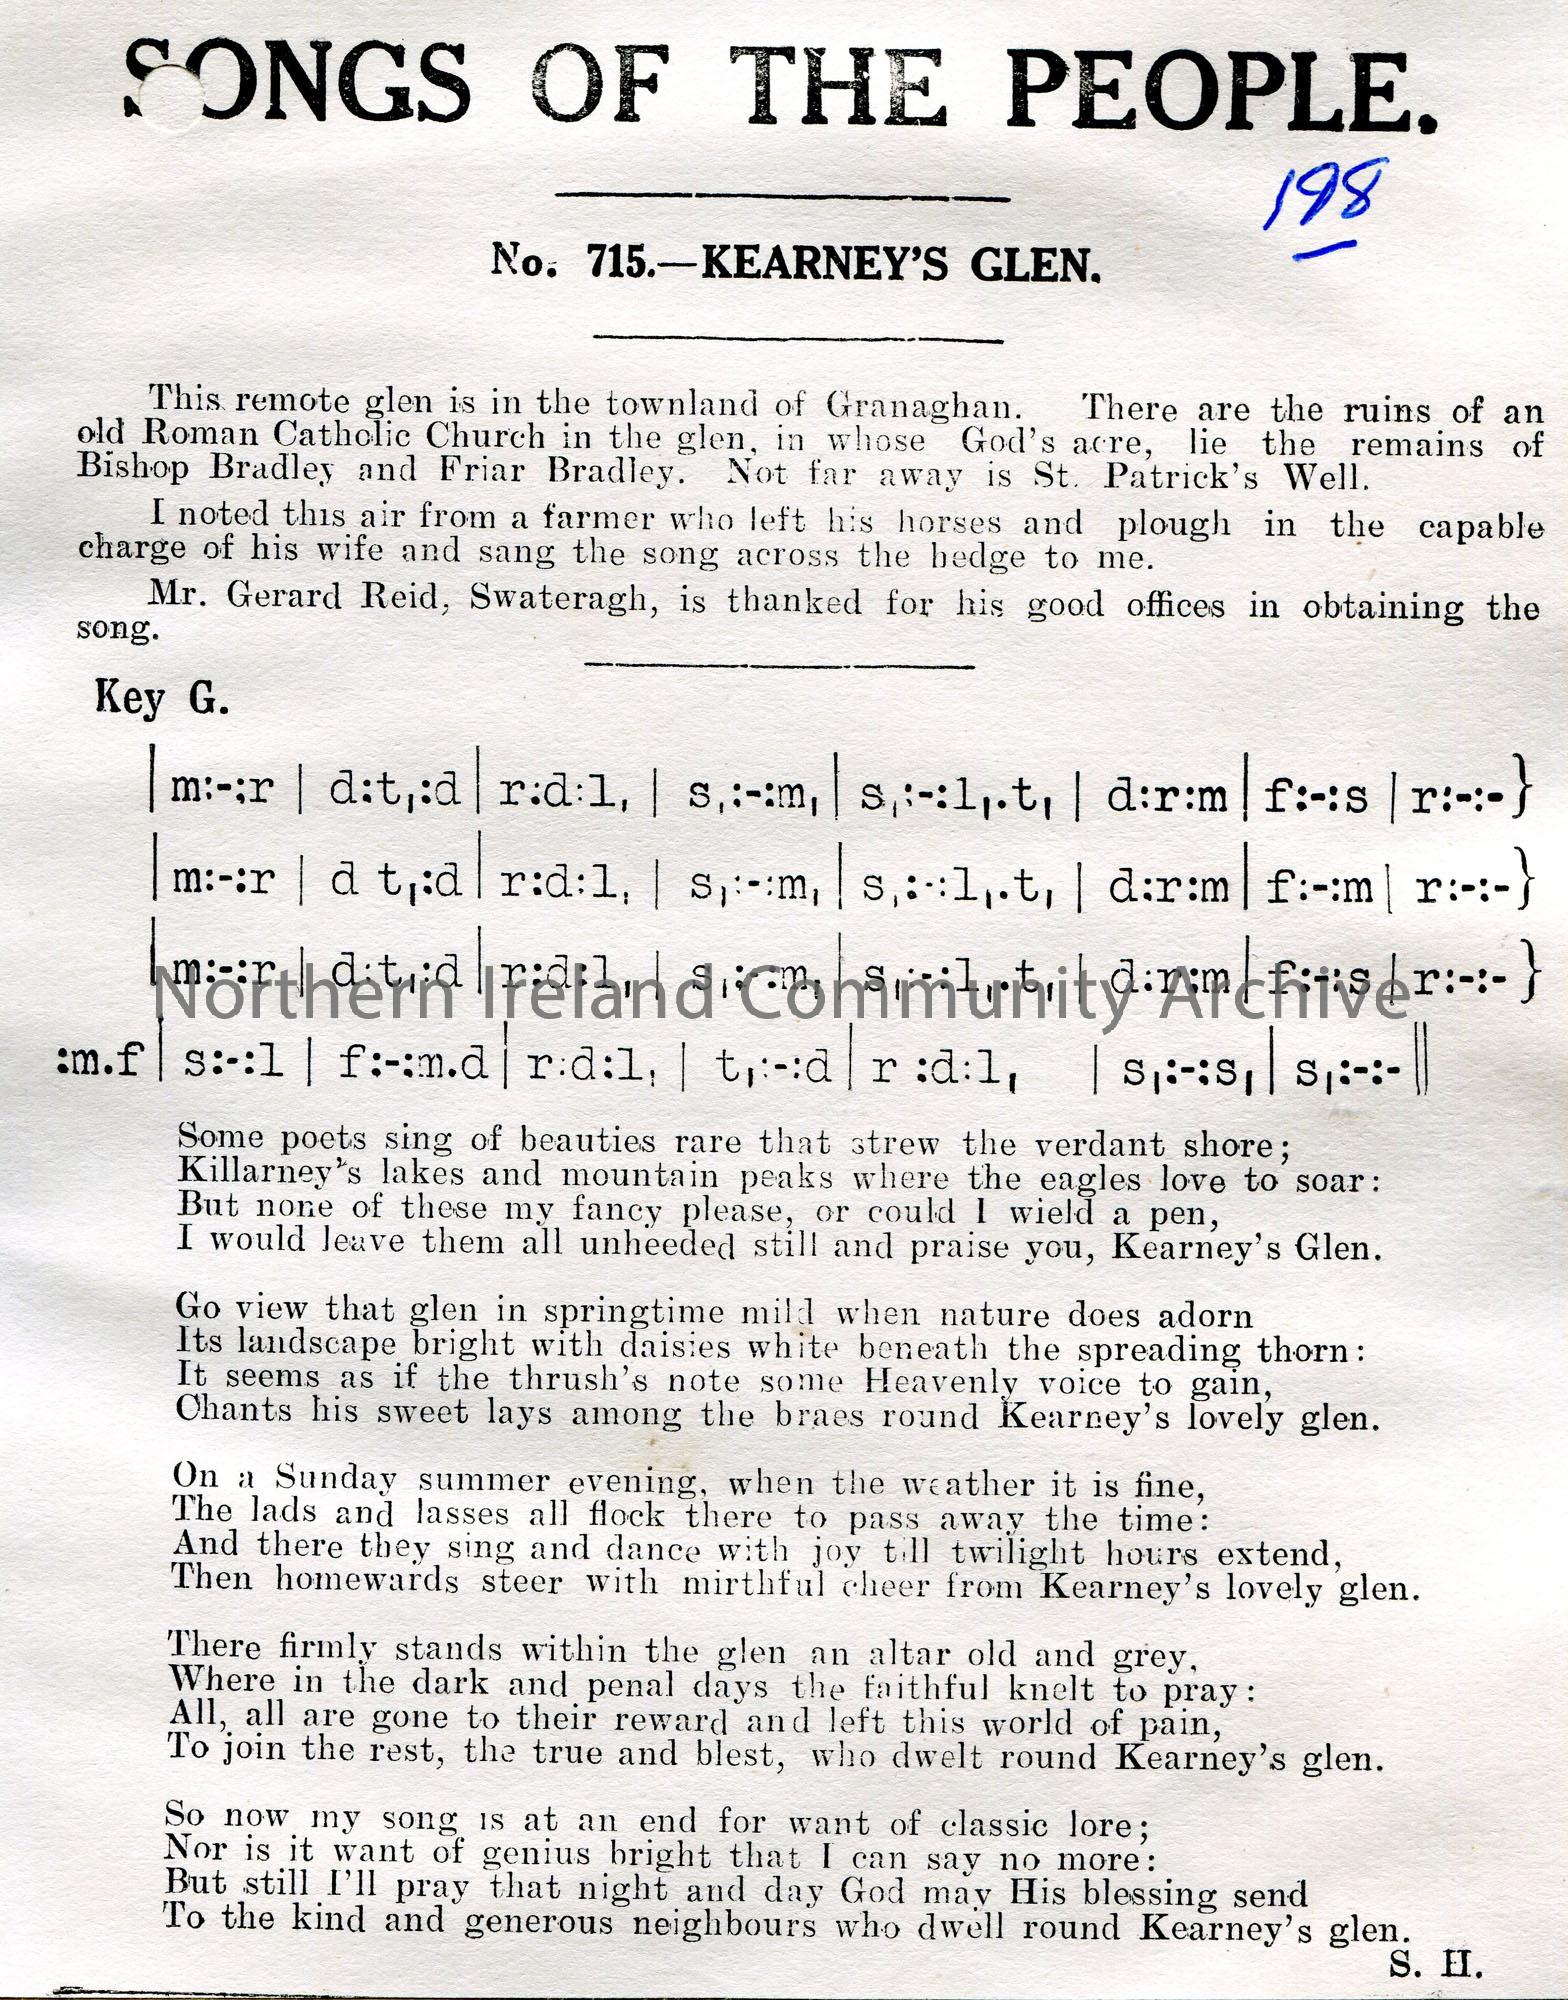 SONGS OF THE PEOPLE.
198
No. 715.—KEARNEY'S GLEN.
This remote glen is in the townland of Granaghan. There are the ruins of an
old Roman Catholic Church in the glen, in whose God's acre, lie the remains of
Bishop Bradley and Friar Bradley. Not far away is St. Patrick's Well.
I noted this air from a farmer who left his horses and plough in the capable
charge of his wife and sang the song across the hedge to me.
Mr. Gerard Reid, Swateragh, is thanked for his good offices in obtaining the
song.
Key G.
|m:-:r | d:t,:d|r:d:l, | s,:-:m,|s,:-:l,.t, | d:r:m|f:-:s |r:-:-}
|m:-:r | d t,:d|r:d:l, | s,:-:m,|s,:-:l,.t, | d:r:m|f:-:m| r:-:-}
|m:-:r | d:t,:d|r:d:l, | s,:-:m,|s,:-:l,.t, | d:r:m|f:-:s|r:-:-}
Northern Ireland Community Archive
:m.f| s:-:l | f:-:m.d|r:d:l, | t,:-:d|r :d:l, | s,:-:s,| s,:-:-||
Some poets sing of beauties rare that strew the verdant shore;
Killarney's lakes and mountain peaks where the eagles love to soar:
But none of these my fancy please, or could I wield a pen,
I would leave them all unheeded still and praise you, Kearney's Glen.
Go view that glen in springtime mild when nature does adorn
Its landscape bright with daisies white beneath the spreading thorn:
It seems as if the thrush's note some Heavenly voice to gain,
Chants his sweet lays among the braes round Kearney's lovely glen.
On a Sunday summer evening, when the weather it is fine,
The lads and lasses all flock there to pass away the time:
And there they sing and dance with joy till twilight hours extend,
Then homewards steer with mirthful cheer from Kearney's lovely glen.
There firmly stands within the glen an altar old and grey,
Where in the dark and penal days the faithful knelt to pray:
All, all are gone to their reward and left this world of pain,
To join the rest, the true and blest, who dwelt round Kearney's glen.
So now my song is at an end for want of classic lore;
Nor is it want of genius bright that I can say no more:
But still I'll pray that night and day God may His blessing send
To the kind and generous neighbours who dwell round Kearney's glen.
S. H.